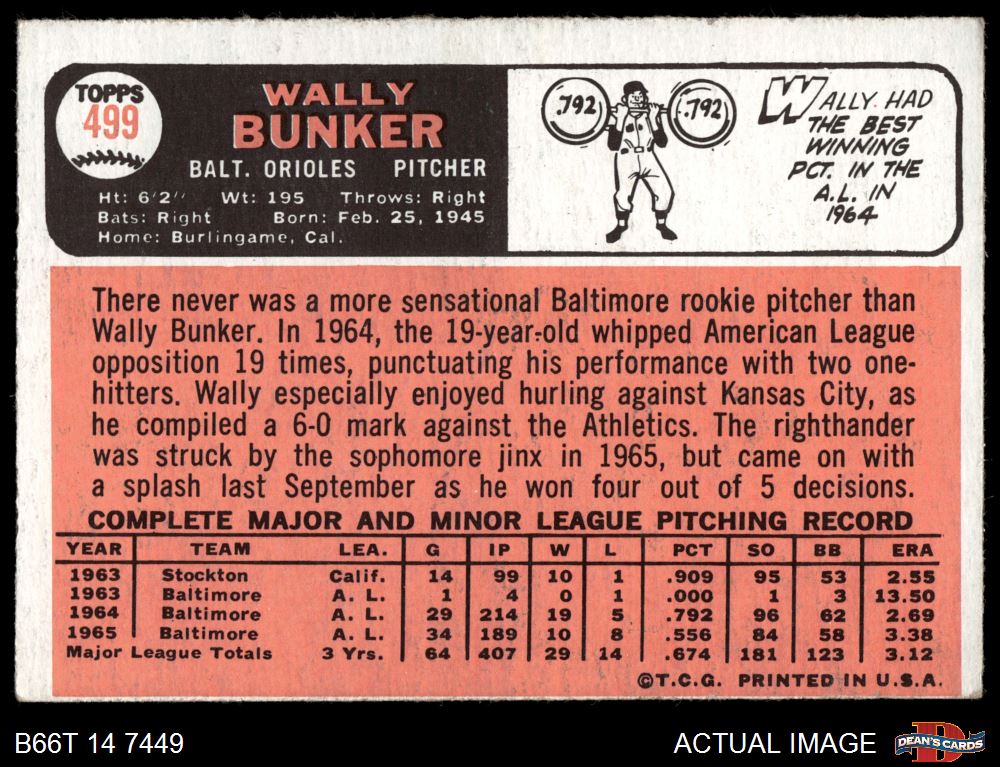 TOPPS
499
WALLY
BUNKER
BALT. ORIOLES PITCHER
Ht: 6'2" Wt: 195 Throws: Right
Bats: Right Born: Feb. 25, 1945
Home: Burlingame, Cal.
.792 .792
WALLY HAD
THE BEST
WINNING
PCT. IN THE
A.L. IN
1964
There never was a more sensational Baltimore rookie pitcher than
Wally Bunker. In 1964, the 19-year-old whipped American League
opposition 19 times, punctuating his performance with two one-
hitters. Wally especially enjoyed hurling against Kansas City, as
he compiled a 6-0 mark against the Athletics. The righthander
was struck by the sophomore jinx in 1965, but came on with
a splash last September as he won four out of 5 decisions.
COMPLETE MAJOR AND MINOR LEAGUE PITCHING RECORD
YEAR TEAM LEA. G IP W L PCT SO BB ERA
1963 Stockton Calif. 14 99 10 1 .909 95 53 2.55
1963 Baltimore A. L. 1 4 0 1 .000 1 3 13.50
1964 Baltimore A. L. 29 214 19 5 .792 96 62 2.69
1965 Baltimore A. L. 34 189 10 8 .556 84 58 3.38
Major League Totals 3 Yrs. 64 407 29 14 .674 181 123 3.12
©T.C.G. PRINTED IN U.S.A.
B66T 14 7449 ACTUAL IMAGE DEAN'S CARDS